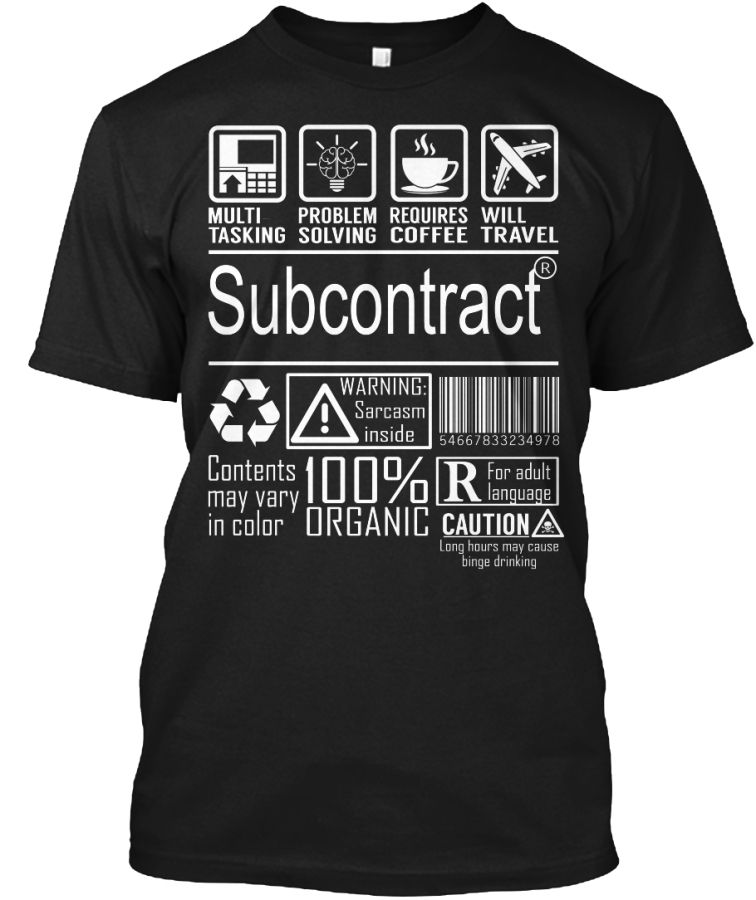 MULTI TASKING
PROBLEM SOLVING
REQUIRES COFFEE
WILL TRAVEL
Subcontract®
WARNING:
Sarcasm
inside
54667833234978
Contents
may vary
in color
100%
ORGANIC
R
For adult
language
CAUTION
Long hours may cause
binge drinking